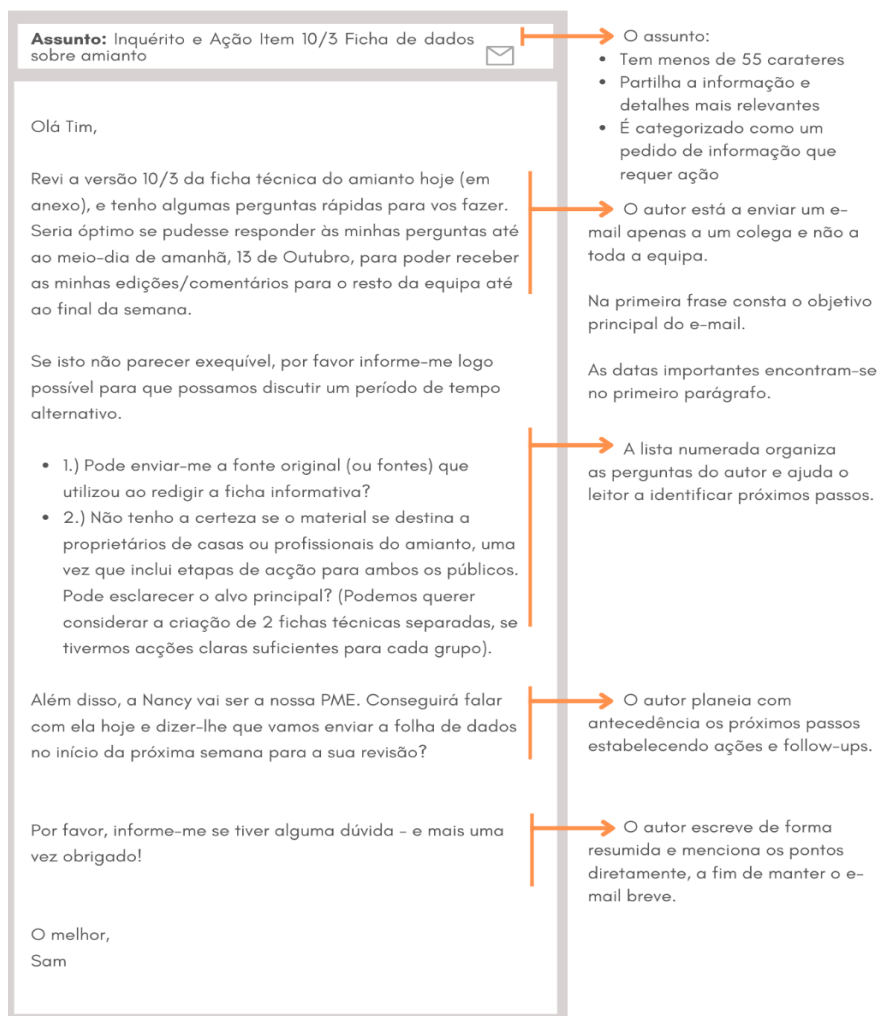 Assunto: Inquérito e Ação Item 10/3 Ficha de dados
sobre amianto
Olá Tim,
Revi a versão 10/3 da ficha técnica do amianto hoje (em
anexo), e tenho algumas perguntas rápidas para vos fazer.
Seria óptimo se pudesse responder às minhas perguntas até
ao meio-dia de amanhã, 13 de Outubro, para poder receber
as minhas edições/comentários para o resto da equipa até
ao final da semana.
Se isto não parecer exequível, por favor informe-me logo
possível para que possamos discutir um período de tempo
alternativo.
• 1.) Pode enviar-me a fonte original (ou fontes) que
utilizou ao redigir a ficha informativa?
• 2.) Não tenho a certeza se o material se destina a
proprietários de casas ou profissionais do amianto, uma
vez que inclui etapas de acção para ambos os públicos.
Pode esclarecer o alvo principal? (Podemos querer
considerar a criação de 2 fichas técnicas separadas, se
tivermos acções claras suficientes para cada grupo).
Além disso, a Nancy vai ser a nossa PME. Conseguirá falar
com ela hoje e dizer-lhe que vamos enviar a folha de dados
no início da próxima semana para a sua revisão?
Por favor, informe-me se tiver alguma dúvida - e mais uma
vez obrigado!
O melhor,
Sam
O assunto:
• Tem menos de 55 carateres
• Partilha a informação e
detalhes mais relevantes
• É categorizado como um
pedido de informação que
requer ação
O autor está a enviar um e-
mail apenas a um colega e não a
toda a equipa.
Na primeira frase consta o objetivo
principal do e-mail.
As datas importantes encontram-se
no primeiro parágrafo.
A lista numerada organiza
as perguntas do autor e ajuda o
leitor a identificar próximos passos.
O autor planeia com
antecedência os próximos passos
estabelecendo ações e follow-ups.
O autor escreve de forma
resumida e menciona os pontos
diretamente, a fim de manter o e-
mail breve.